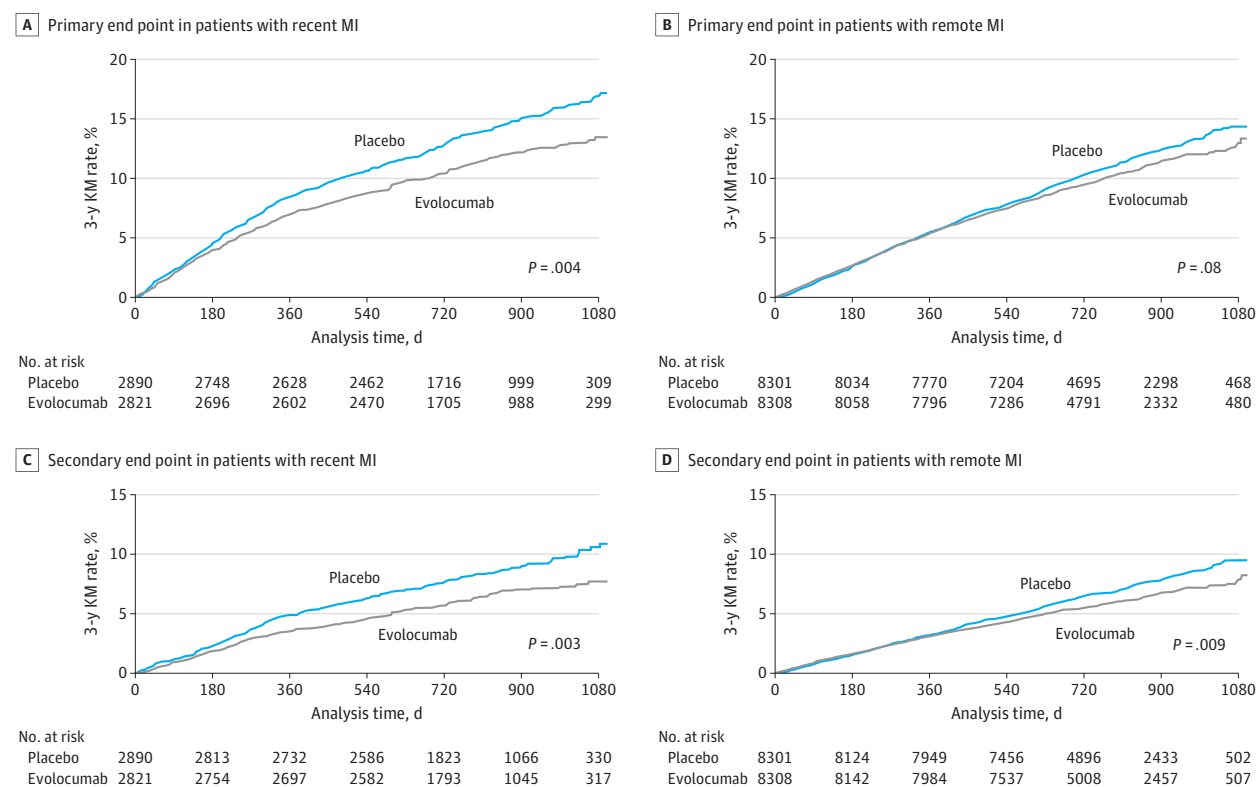 A Primary end point in patients with recent MI
20
15
10
5
0
3-y KM rate, %
Placebo
Evolocumab
P = .004
0 180 360 540 720 900 1080
Analysis time, d
No. at risk
Placebo 2890 2748 2628 2462 1716 999 309
Evolocumab 2821 2696 2602 2470 1705 988 299
B Primary end point in patients with remote MI
20
15
10
5
0
3-y KM rate, %
Placebo
Evolocumab
P = .08
0 180 360 540 720 900 1080
Analysis time, d
No. at risk
Placebo 8301 8034 7770 7204 4695 2298 468
Evolocumab 8308 8058 7796 7286 4791 2332 480
C Secondary end point in patients with recent MI
15
10
5
0
3-y KM rate, %
Placebo
Evolocumab
P = .003
0 180 360 540 720 900 1080
Analysis time, d
No. at risk
Placebo 2890 2813 2732 2586 1823 1066 330
Evolocumab 2821 2754 2697 2582 1793 1045 317
D Secondary end point in patients with remote MI
15
10
5
0
3-y KM rate, %
Placebo
Evolocumab
P = .009
0 180 360 540 720 900 1080
Analysis time, d
No. at risk
Placebo 8301 8124 7949 7456 4896 2433 502
Evolocumab 8308 8142 7984 7537 5008 2457 507